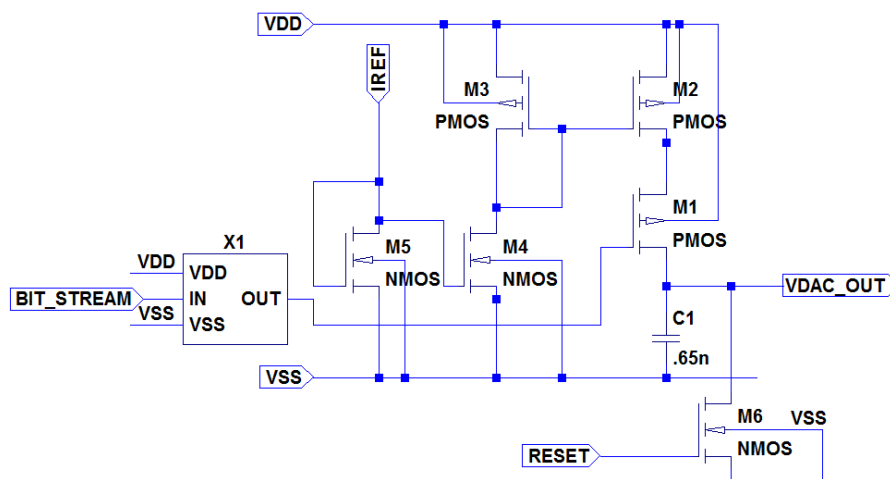 VDD
IREF
M3
PMOS
M2
PMOS
M1
PMOS
X1
M5
NMOS
M4
NMOS
VDD
VDD
BIT_STREAM
IN
OUT
VSS
VSS
VDAC_OUT
C1
.65n
VSS
M6
VSS
NMOS
RESET